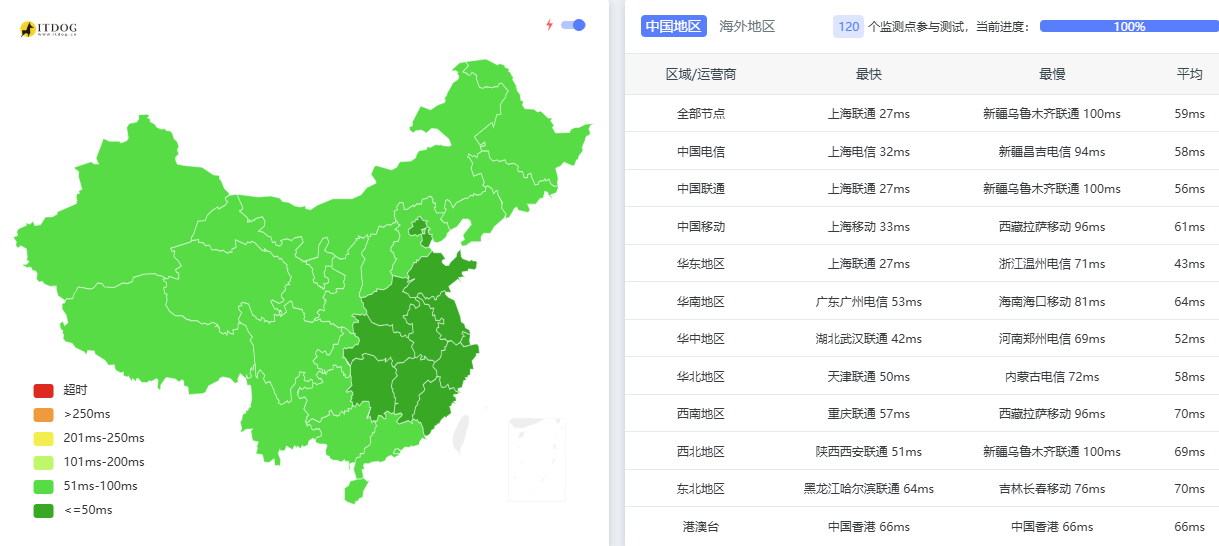 ITDOG
www.itdog.cn
超时
>250ms
201ms-250ms
101ms-200ms
51ms-100ms
<=50ms
中国地区 海外地区 120 个监测点参与测试，当前进度： 100%
区域/运营商 最快 最慢 平均
全部节点 上海联通 27ms 新疆乌鲁木齐联通 100ms 59ms
中国电信 上海电信 32ms 新疆昌吉电信 94ms 58ms
中国联通 上海联通 27ms 新疆乌鲁木齐联通 100ms 56ms
中国移动 上海移动 33ms 西藏拉萨移动 96ms 61ms
华东地区 上海联通 27ms 浙江温州电信 71ms 43ms
华南地区 广东广州电信 53ms 海南海口移动 81ms 64ms
华中地区 湖北武汉联通 42ms 河南郑州电信 69ms 52ms
华北地区 天津联通 50ms 内蒙古电信 72ms 58ms
西南地区 重庆联通 57ms 西藏拉萨移动 96ms 70ms
西北地区 陕西西安联通 51ms 新疆乌鲁木齐联通 100ms 69ms
东北地区 黑龙江哈尔滨联通 64ms 吉林长春移动 76ms 70ms
港澳台 中国香港 66ms 中国香港 66ms 66ms